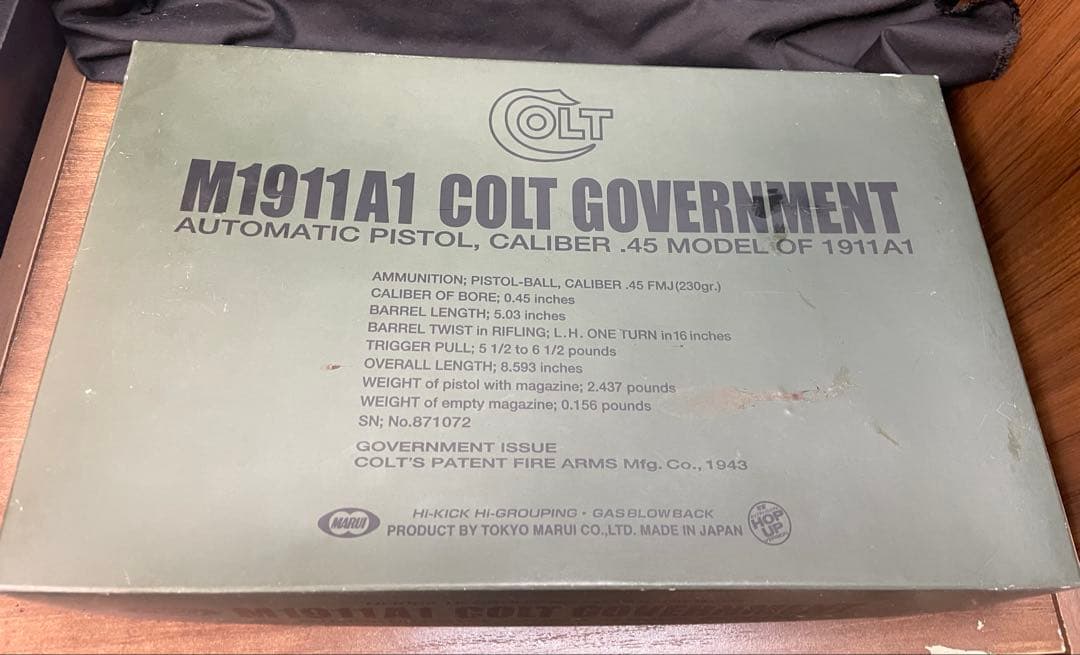 COLT
M1911A1 COLT GOVERNMENT
AUTOMATIC PISTOL, CALIBER .45 MODEL OF 1911A1
AMMUNITION; PISTOL-BALL, CALIBER .45 FMJ(230gr.)
CALIBER OF BORE; 0.45 inches
BARREL LENGTH; 5.03 inches
BARREL TWIST in RIFLING; L.H. ONE TURN in16 inches
TRIGGER PULL; 5 1/2 to 6 1/2 pounds
OVERALL LENGTH; 8.593 inches
WEIGHT of pistol with magazine; 2.437 pounds
WEIGHT of empty magazine; 0.156 pounds
SN; No.871072
GOVERNMENT ISSUE
COLT'S PATENT FIRE ARMS Mfg. Co., 1943
MARUI
HI-KICK HI-GROUPING · GAS BLOW BACK
PRODUCT BY TOKYO MARUI CO.,LTD. MADE IN JAPAN
HOP
UP
M1911A1 COLT GOVERNMENT